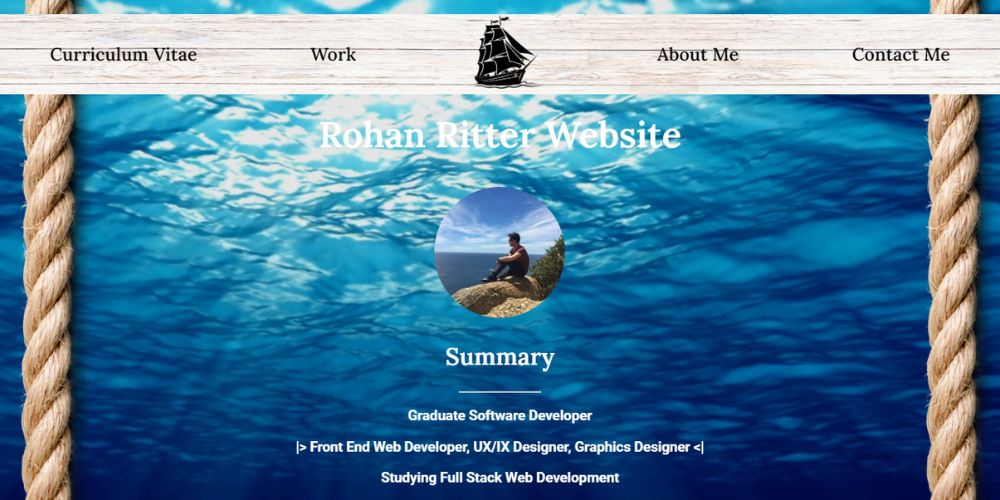 Curriculum Vitae Work About Me Contact Me
Rohan Ritter Website
Summary
Graduate Software Developer
|> Front End Web Developer, UX/IX Designer, Graphics Designer <|
Studying Full Stack Web Development